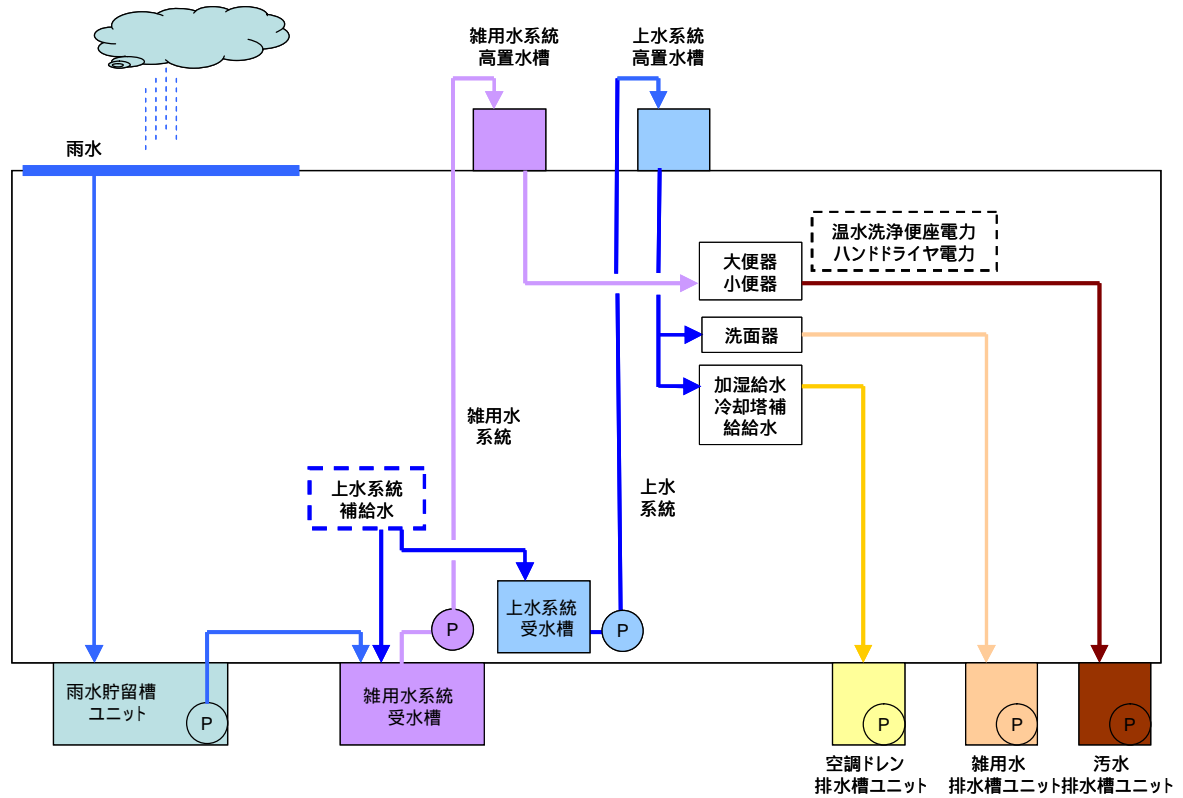 雑用水系統
高置水槽
上水系統
高置水槽
雨水
温水洗浄便座電力
ハンドドライヤ電力
大便器
小便器
洗面器
加湿給水
冷却塔補
給給水
雑用水
系統
上水系統
補給水
上水
系統
上水系統
受水槽
P
P
雨水貯留槽
ユニット
P
雑用水系統
受水槽
P
P
P
空調ドレン
排水槽ユニット
雑用水
排水槽ユニット
汚水
排水槽ユニット